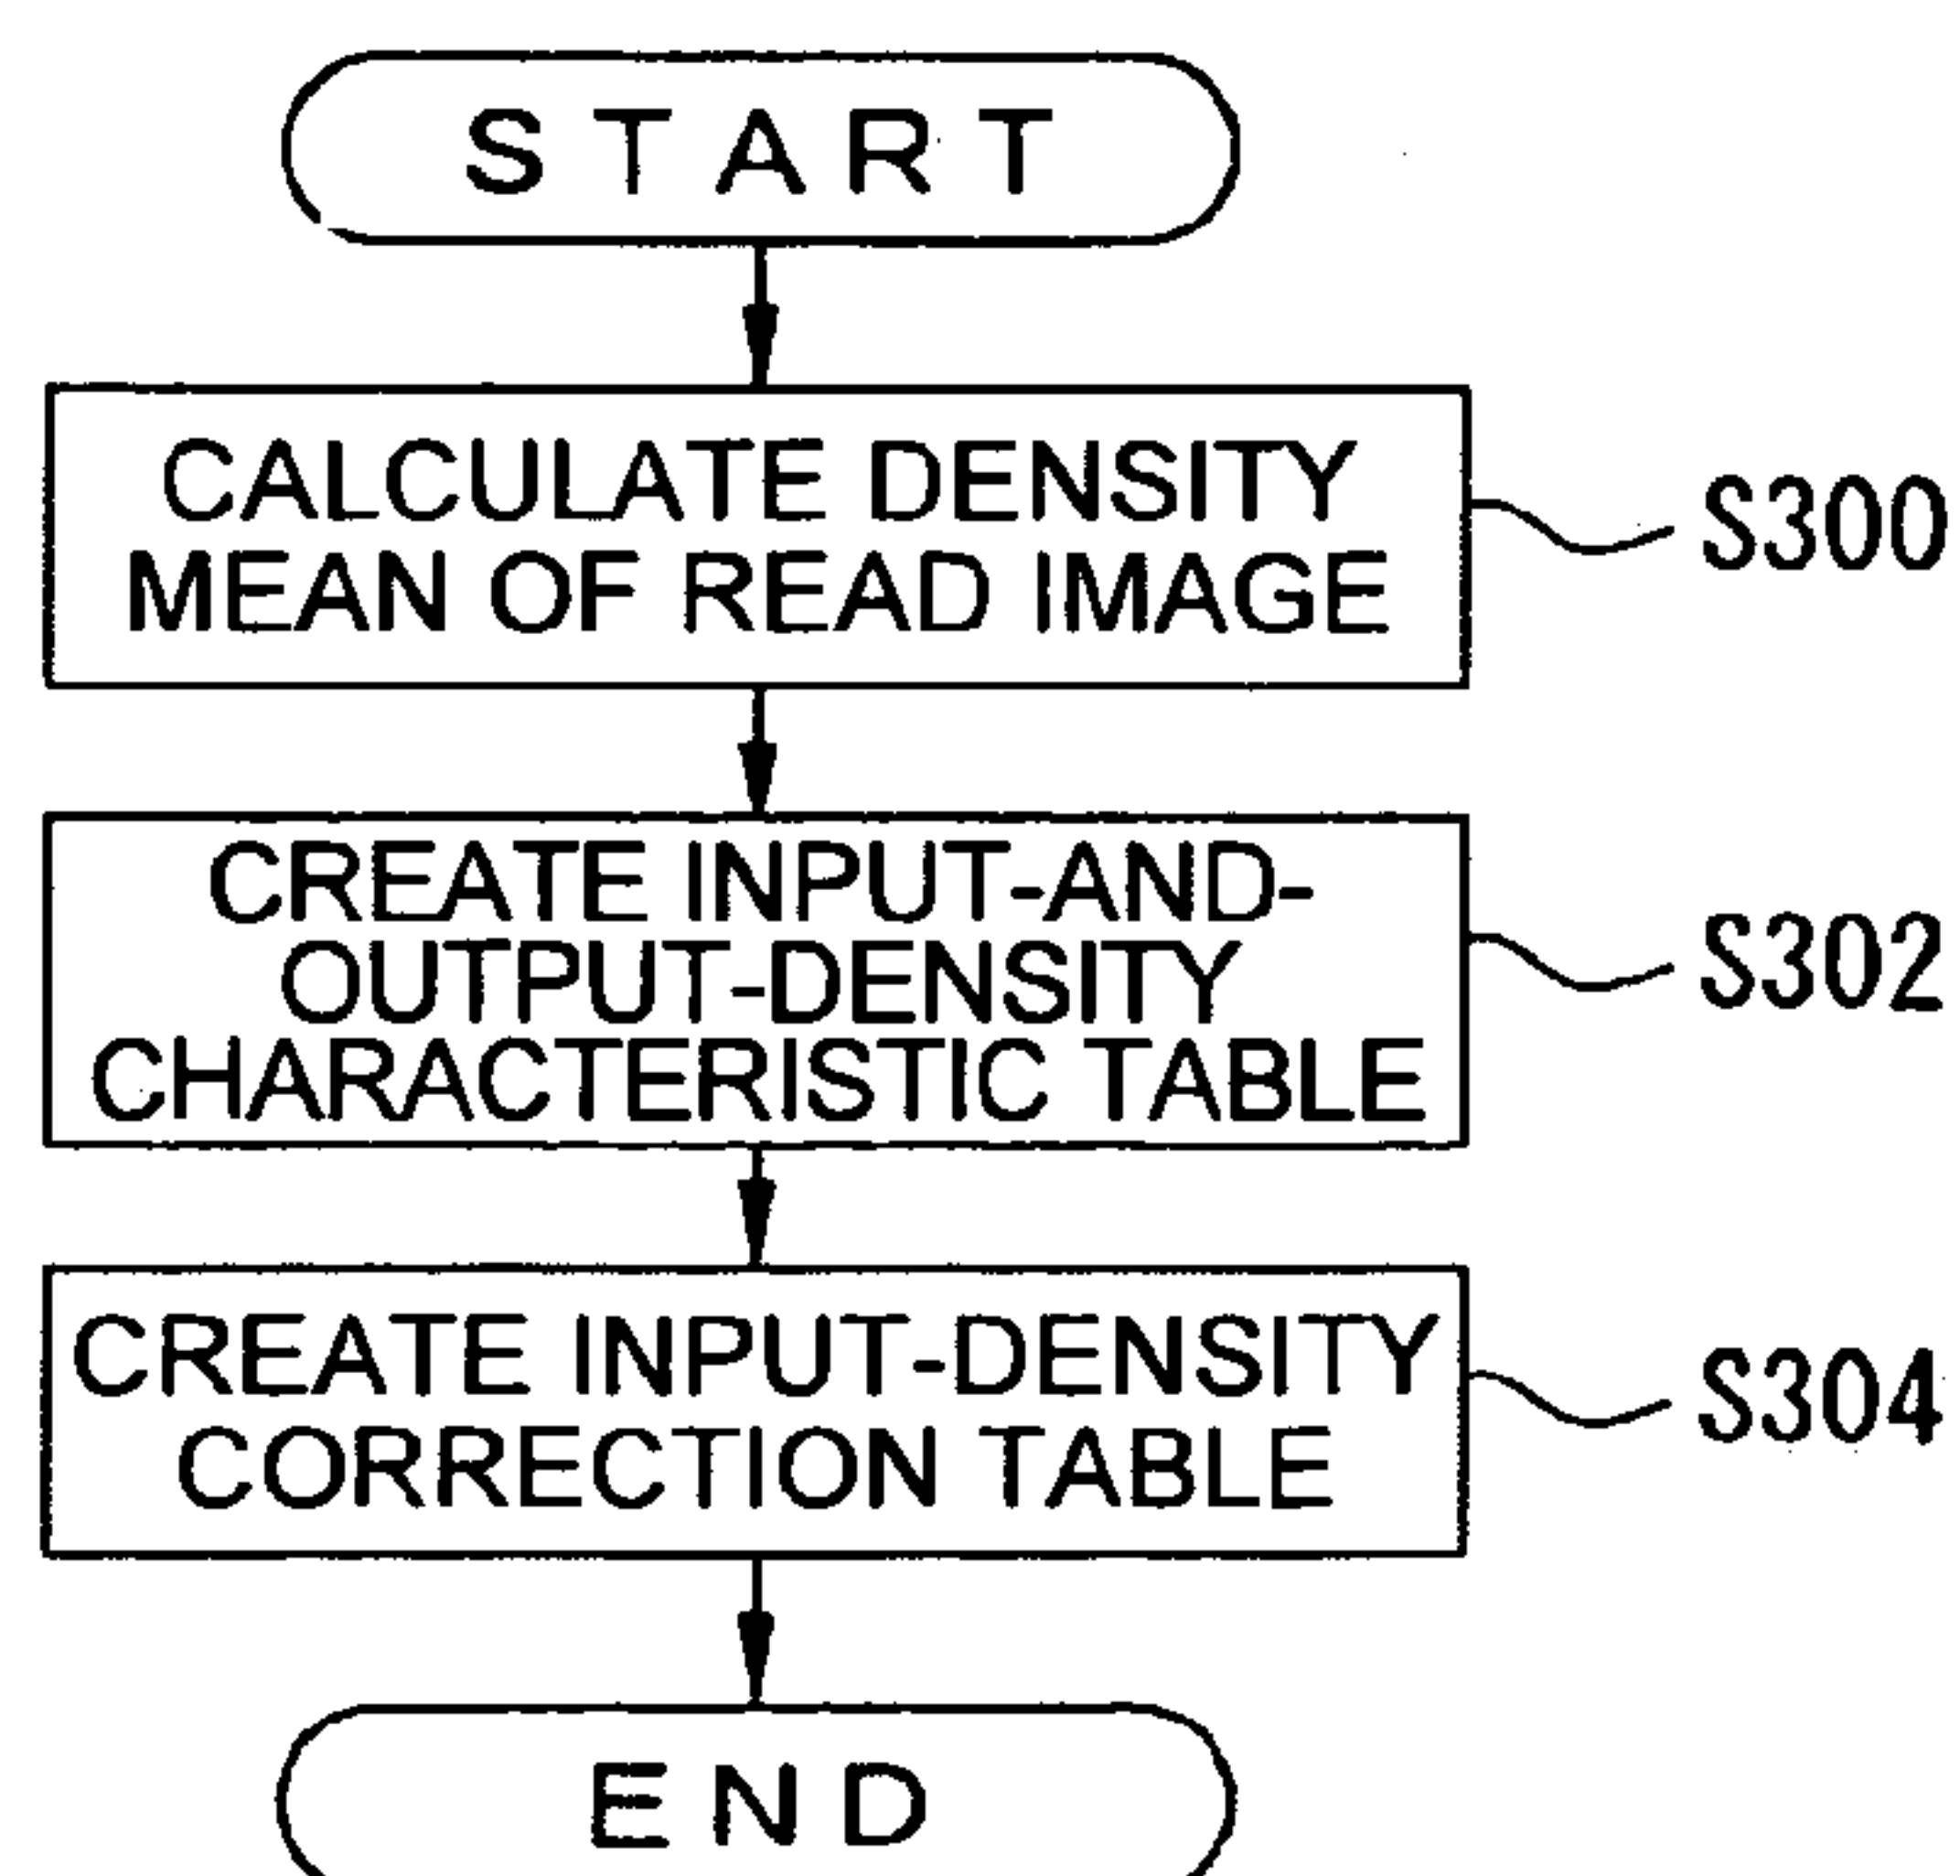 START
CALCULATE DENSITY
MEAN OF READ IMAGE
S300
CREATE INPUT-AND-
OUTPUT-DENSITY
CHARACTERISTIC TABLE
S302
CREATE INPUT-DENSITY
CORRECTION TABLE
S304
END